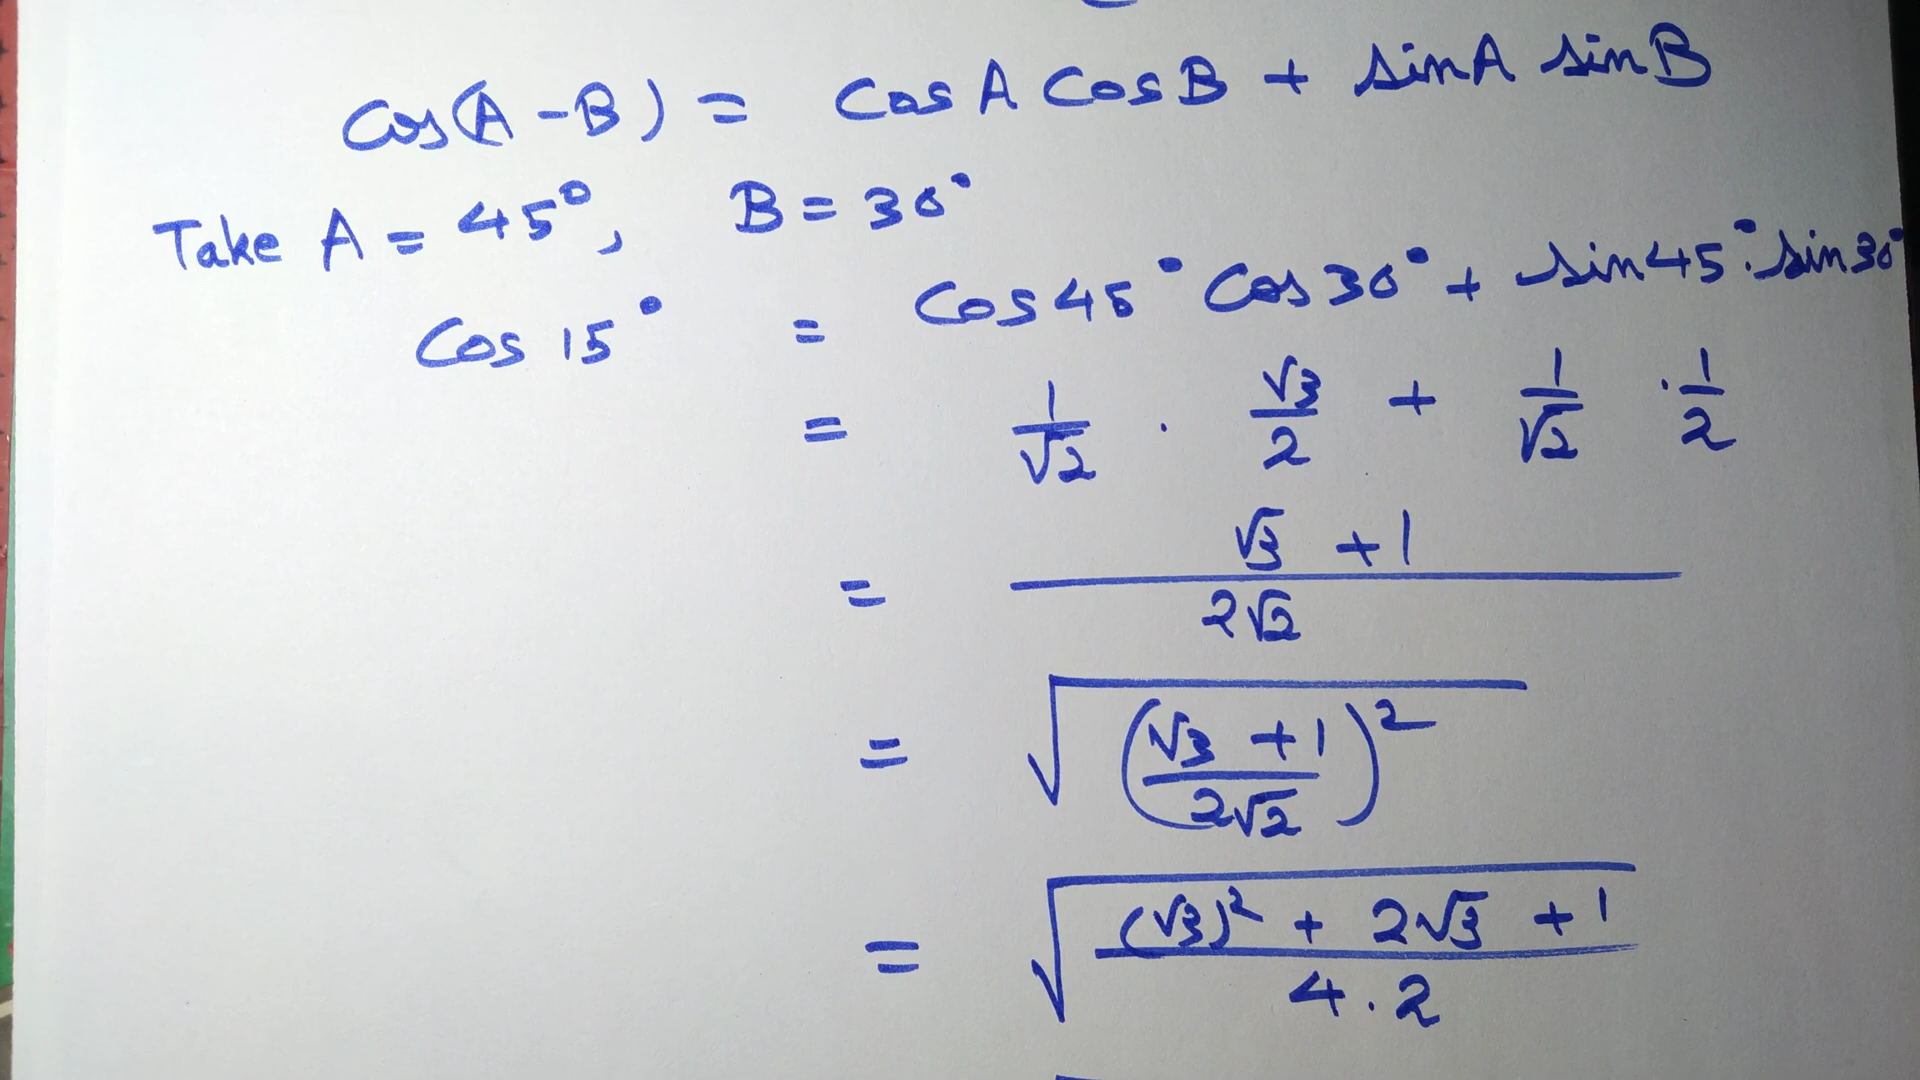 Cos(A - B) = Cos A Cos B + sin A sin B
Take A = 45°, B = 30°
Cos 15° = Cos 45° Cos 30° + sin 45°. sin 30°
= 1/√2 . √3/2 + 1/√2 . 1/2
= (√3 + 1)/(2√2)
= √((√3 + 1)/(2√2))²
= √(((√3)² + 2√3 + 1)/(4.2))